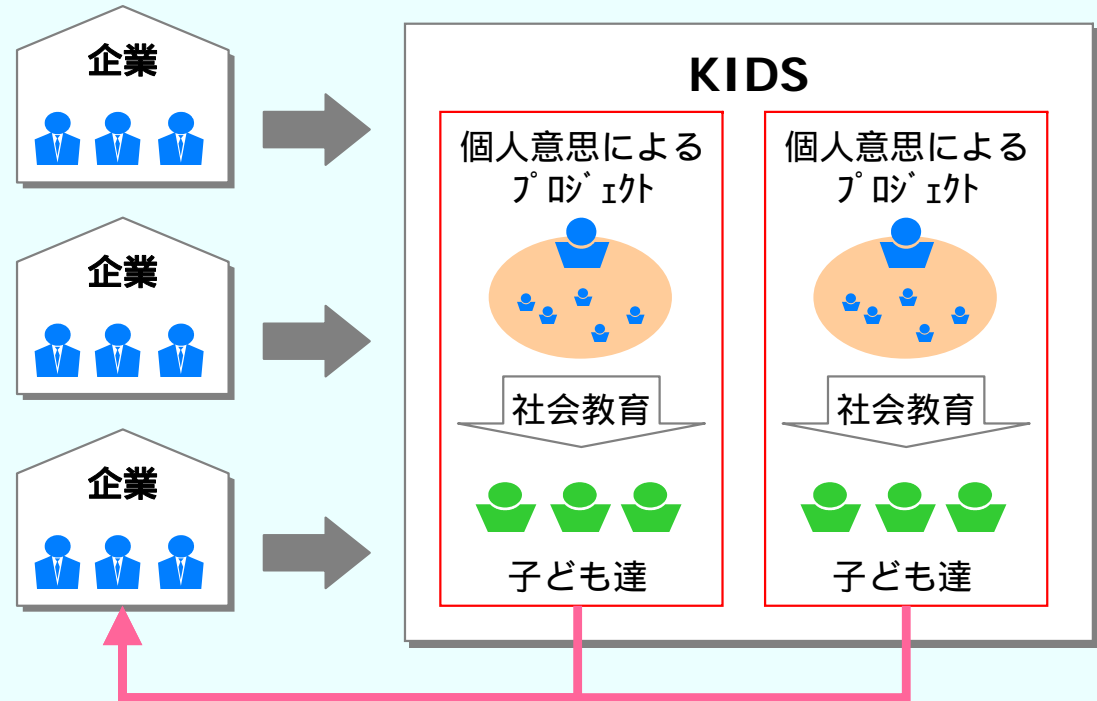 企業
企業
企業
KIDS
個人意思による
プロジェクト
社会教育
子ども達
個人意思による
プロジェクト
社会教育
子ども達